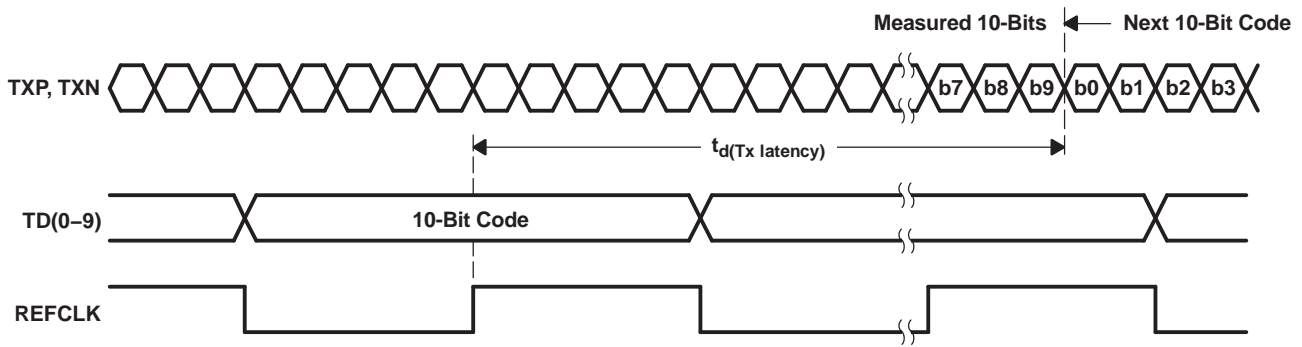 Measured 10-Bits Next 10-Bit Code
TXP, TXN b7 b8 b9 b0 b1 b2 b3
td(Tx latency)
TD(0–9) 10-Bit Code
REFCLK